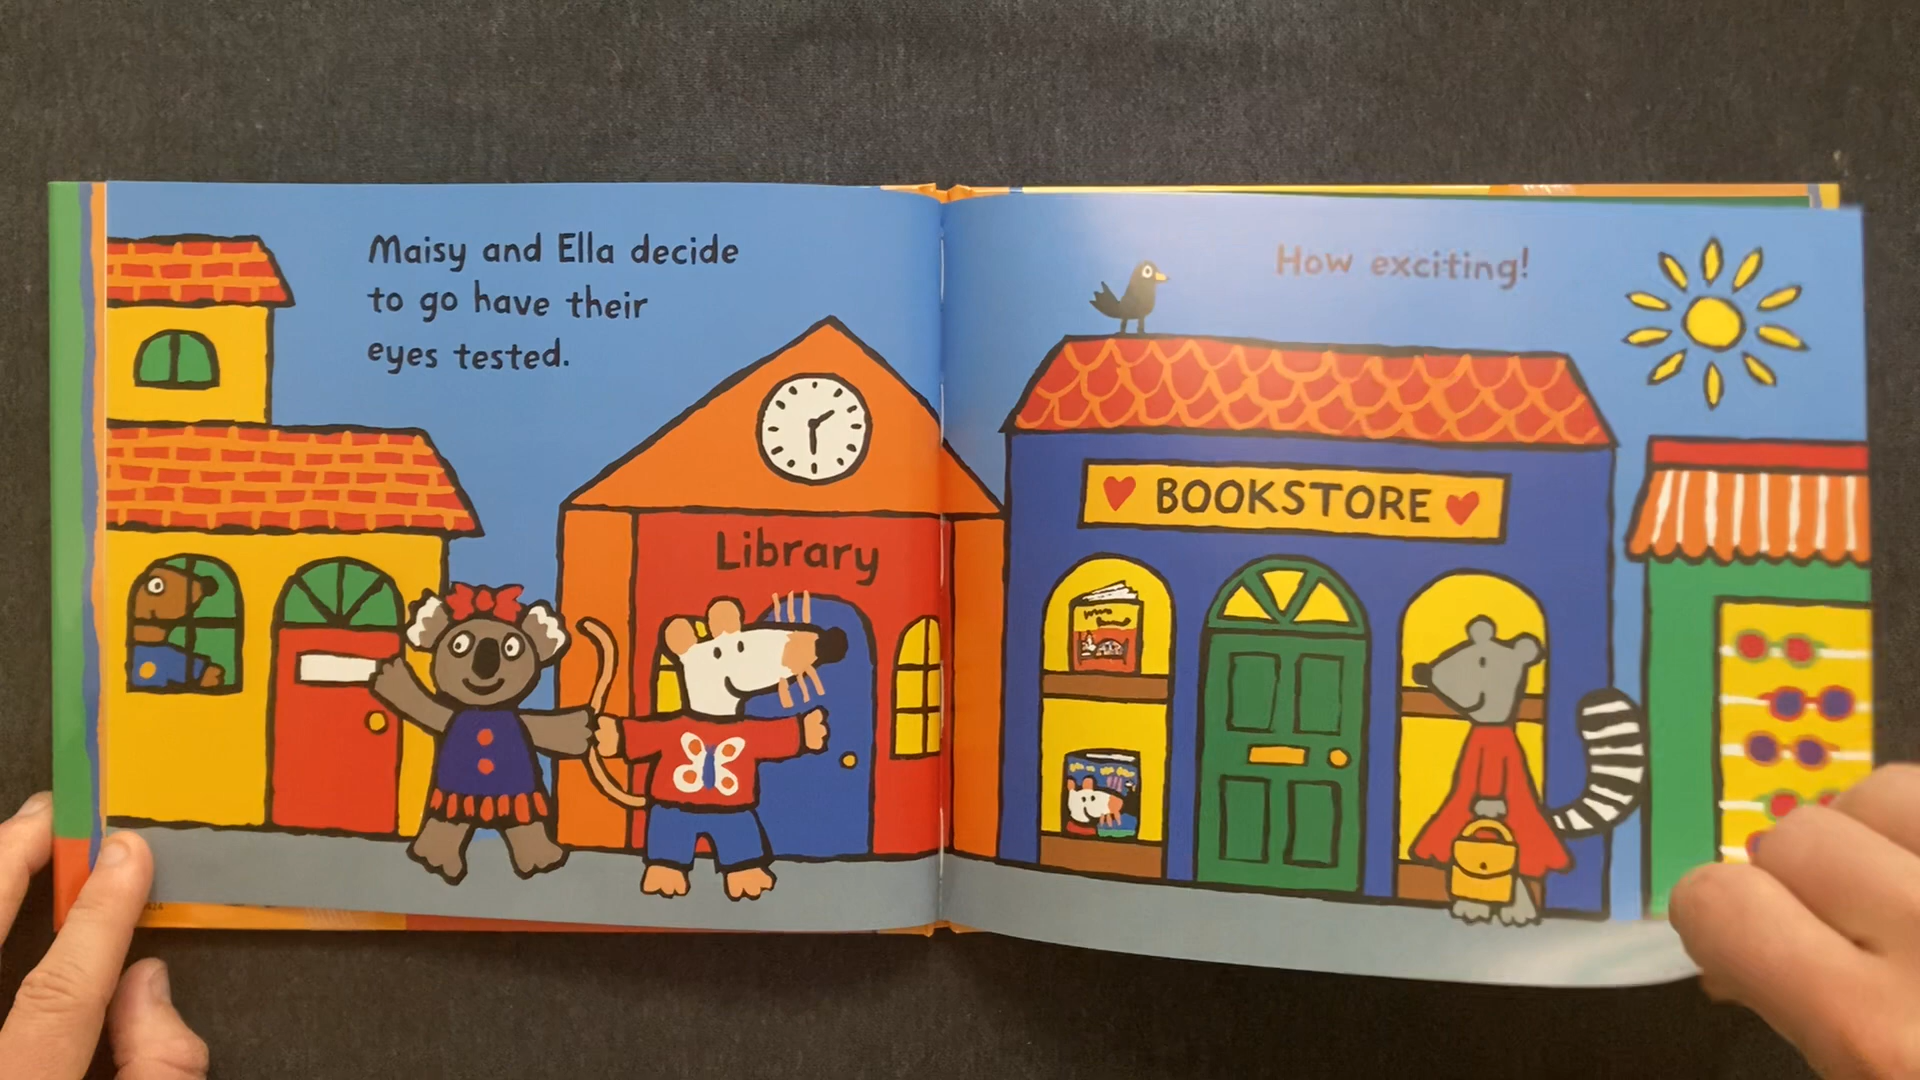 Maisy and Ella decide
to go have their
eyes tested.
Library
How exciting!
BOOKSTORE